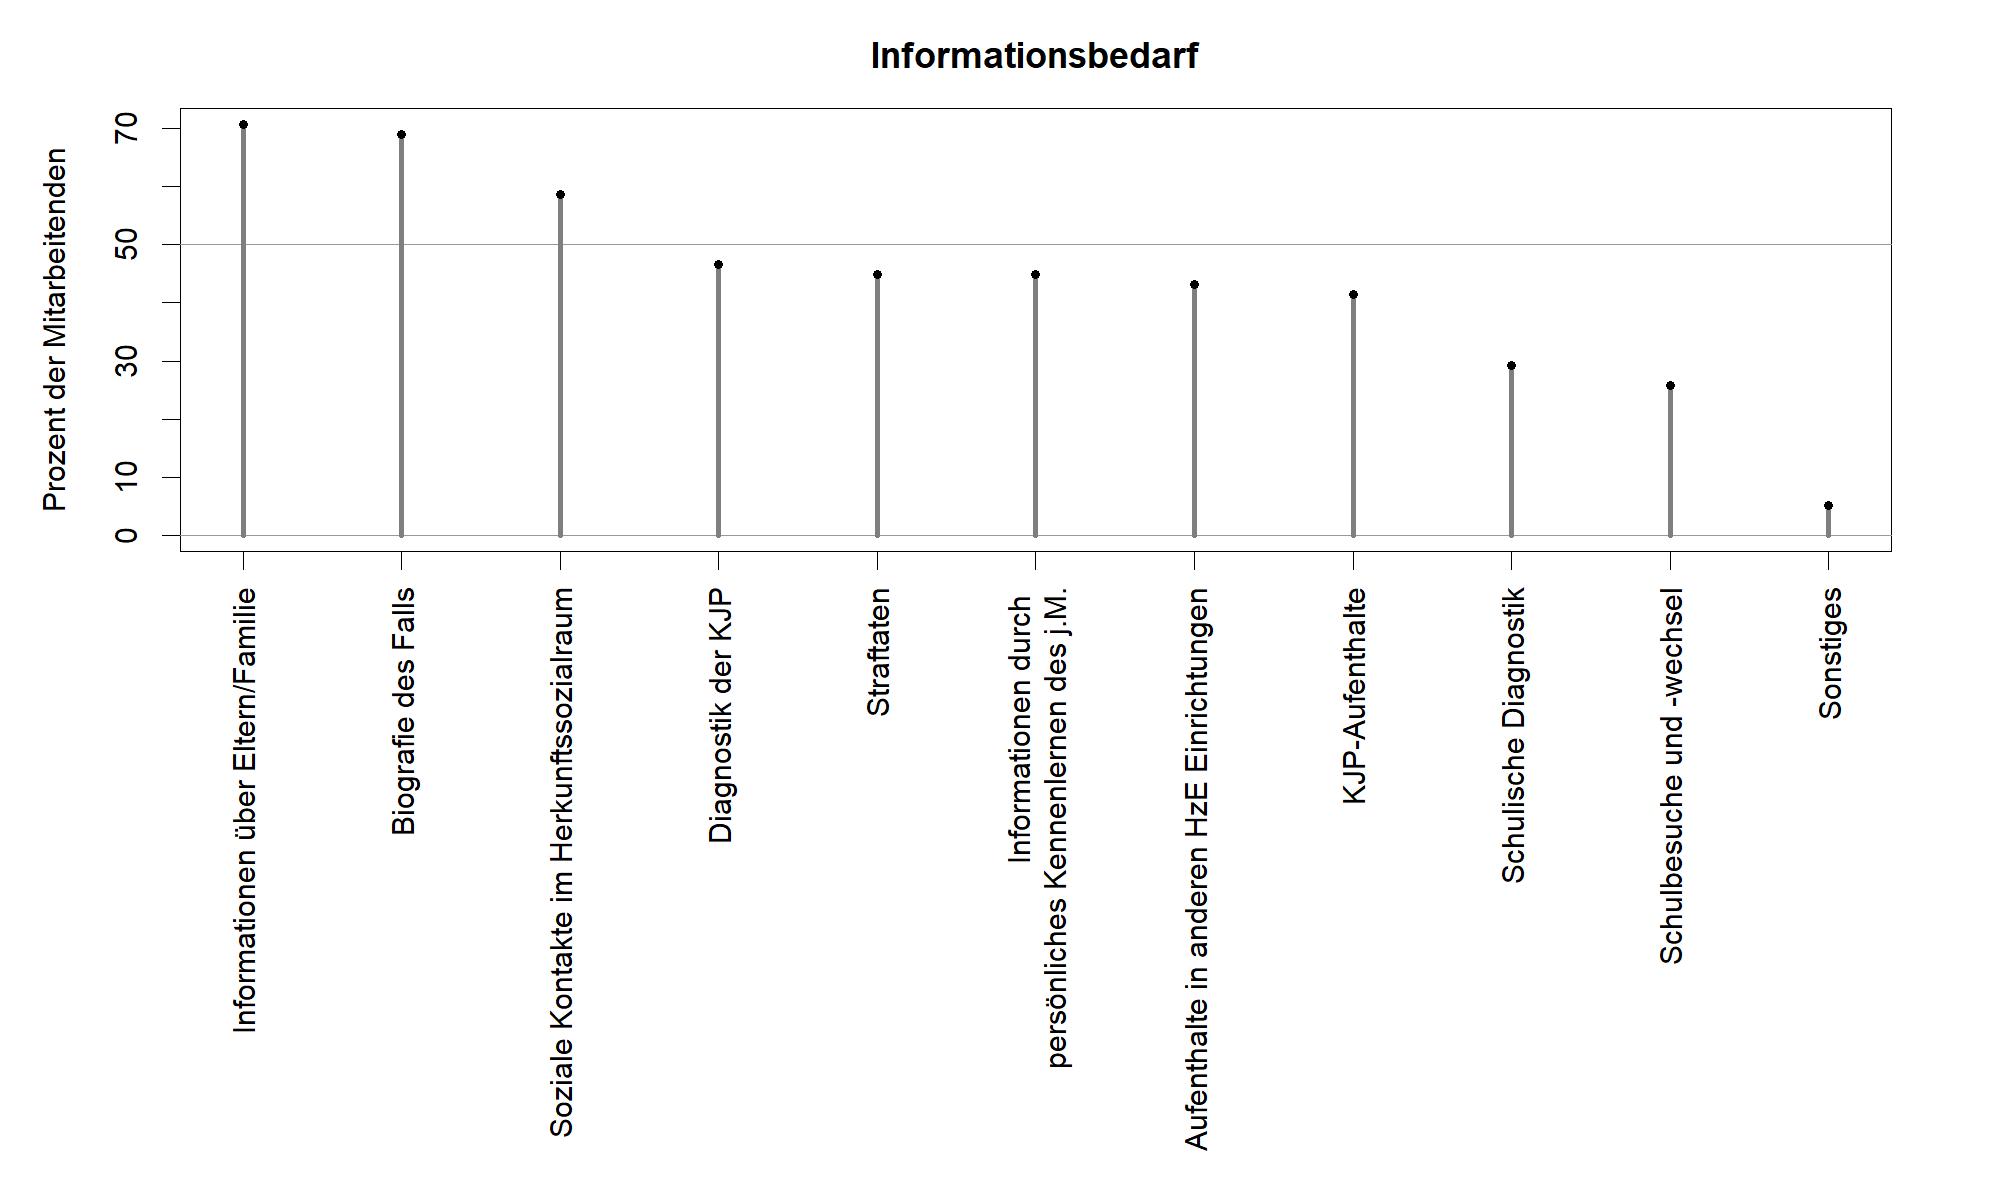 Informationsbedarf
Prozent der Mitarbeitenden
70
50
30
10
0
Informationen über Eltern/Familie
Biografie des Falls
Soziale Kontakte im Herkunftssozialraum
Diagnostik der KJP
Straftaten
Informationen durch
persönliches Kennenlernen des j.M.
Aufenthalte in anderen HzE Einrichtungen
KJP-Aufenthalte
Schulische Diagnostik
Schulbesuche und -wechsel
Sonstiges